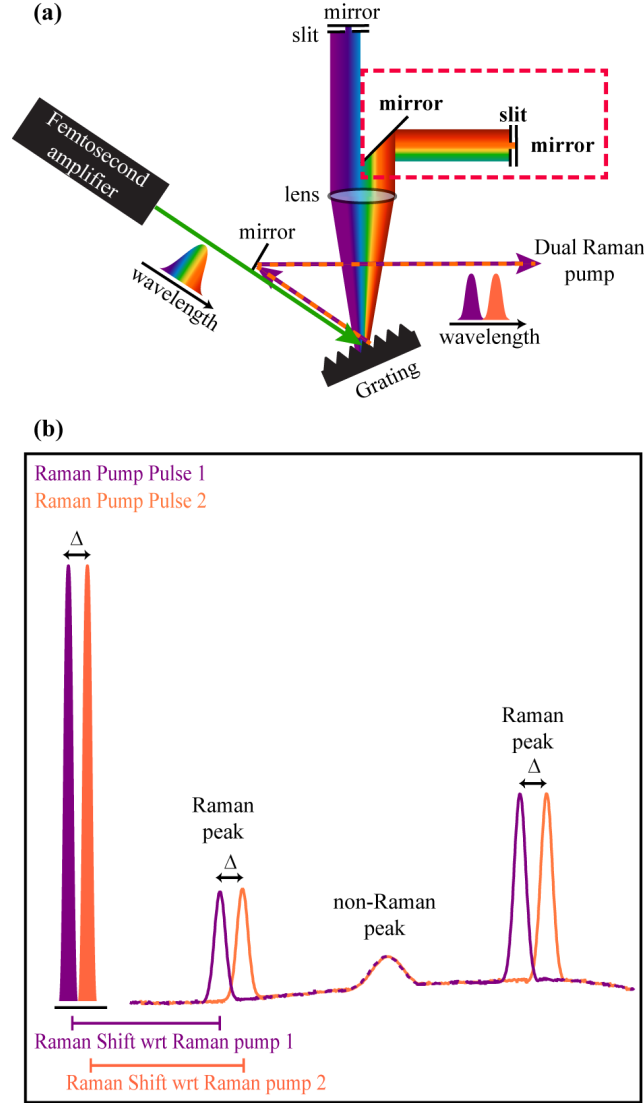 (a)
mirror
slit
mirror
slit
mirror
Femtosecond
amplifier
lens
mirror
Dual Raman
pump
wavelength
wavelength
Grating
(b)
Raman Pump Pulse 1
Raman Pump Pulse 2
Δ
Raman
peak
Δ
Raman
peak
Δ
non-Raman
peak
Raman Shift wrt Raman pump 1
Raman Shift wrt Raman pump 2